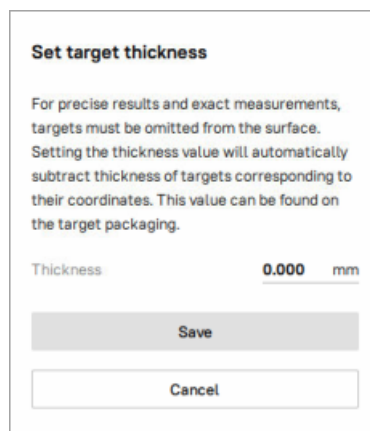 Set target thickness
For precise results and exact measurements,
targets must be omitted from the surface.
Setting the thickness value will automatically
subtract thickness of targets corresponding to
their coordinates. This value can be found on
the target packaging.
Thickness 0.000 mm
Save
Cancel